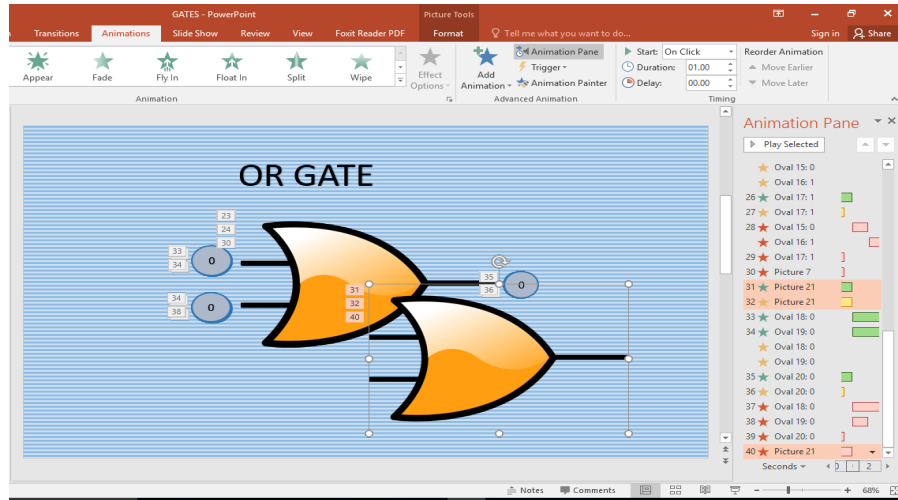 GATES - PowerPoint Picture Tools
Transitions Animations Slide Show Review View Foxit Reader PDF Format Tell me what you want to do... Sign in Share
Appear Fade Fly In Float In Split Wipe
Effect Options
Add Animation
Animation Pane
Trigger
Animation Painter
Start: On Click
Duration: 01.00
Delay: 00.00
Reorder Animation
Move Earlier
Move Later
Animation Advanced Animation Timing
OR GATE
23
24
30
33
34
0
34
38
0
35
36
0
31
32
40
Animation Pane
Play Selected
Oval 15: 0
Oval 16: 1
26 Oval 17: 1
27 Oval 17: 1
28 Oval 15: 0
Oval 16: 1
29 Oval 17: 1
30 Picture 7
31 Picture 21
32 Picture 21
33 Oval 18: 0
34 Oval 19: 0
Oval 18: 0
Oval 19: 0
35 Oval 20: 0
36 Oval 20: 0
37 Oval 18: 0
38 Oval 19: 0
39 Oval 20: 0
40 Picture 21
Seconds 2
Notes Comments 68%